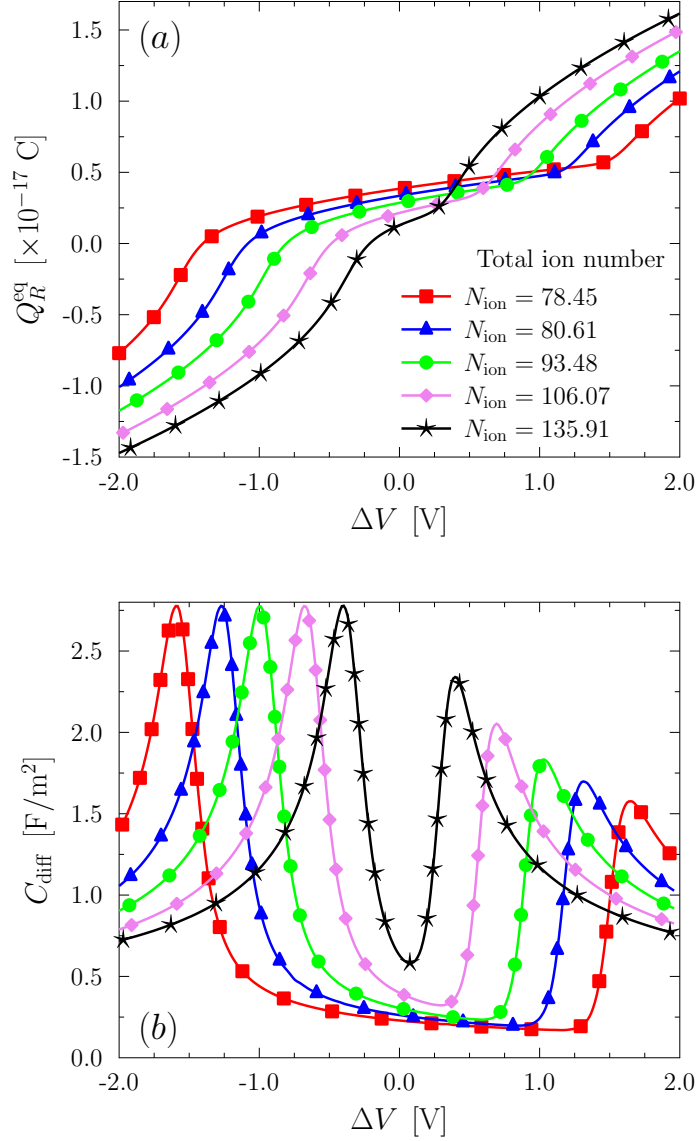 (a)
Q_R^eq [×10^−17 C]
1.5
1.0
0.5
0.0
-0.5
-1.0
-1.5
Total ion number
N_ion = 78.45
N_ion = 80.61
N_ion = 93.48
N_ion = 106.07
N_ion = 135.91
-2.0 -1.0 0.0 1.0 2.0
ΔV [V]
C_diff [F/m²]
2.5
2.0
1.5
1.0
0.5
0.0
(b)
-2.0 -1.0 0.0 1.0 2.0
ΔV [V]